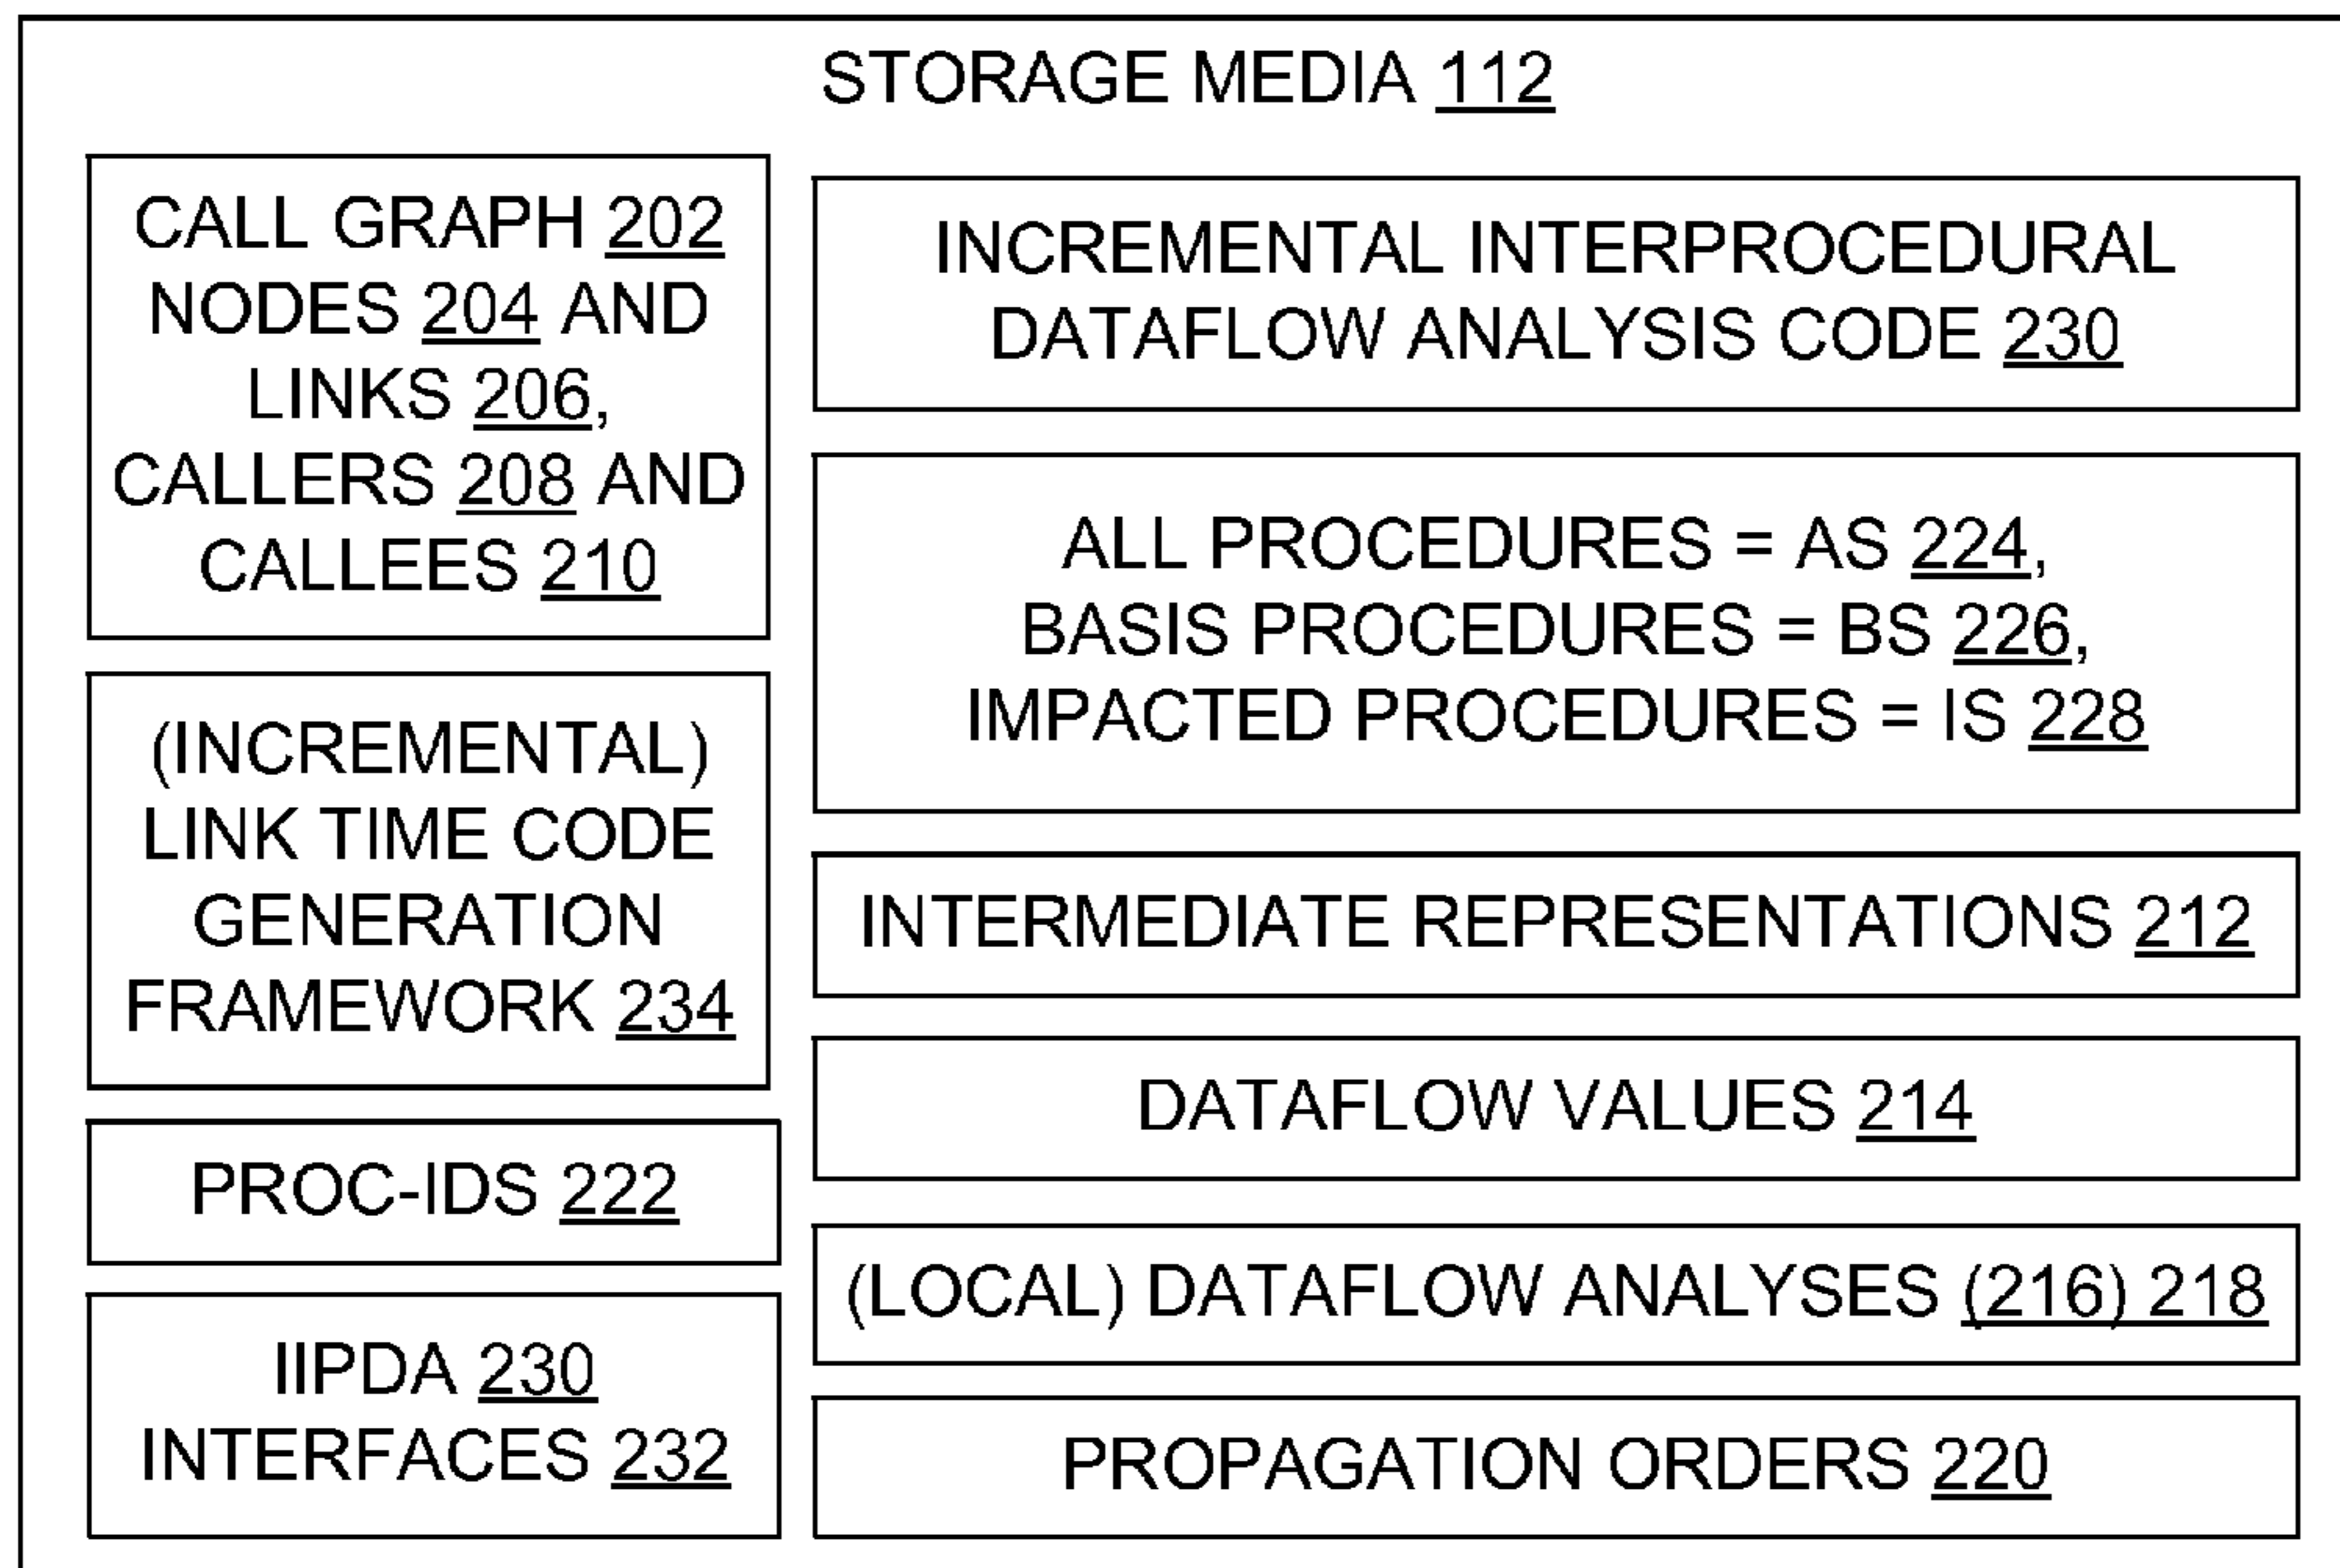 STORAGE MEDIA 112
CALL GRAPH 202
NODES 204 AND
LINKS 206,
CALLERS 208 AND
CALLEES 210
(INCREMENTAL)
LINK TIME CODE
GENERATION
FRAMEWORK 234
PROC-IDS 222
IIPDA 230
INTERFACES 232
INCREMENTAL INTERPROCEDURAL
DATAFLOW ANALYSIS CODE 230
ALL PROCEDURES = AS 224,
BASIS PROCEDURES = BS 226,
IMPACTED PROCEDURES = IS 228
INTERMEDIATE REPRESENTATIONS 212
DATAFLOW VALUES 214
(LOCAL) DATAFLOW ANALYSES (216) 218
PROPAGATION ORDERS 220